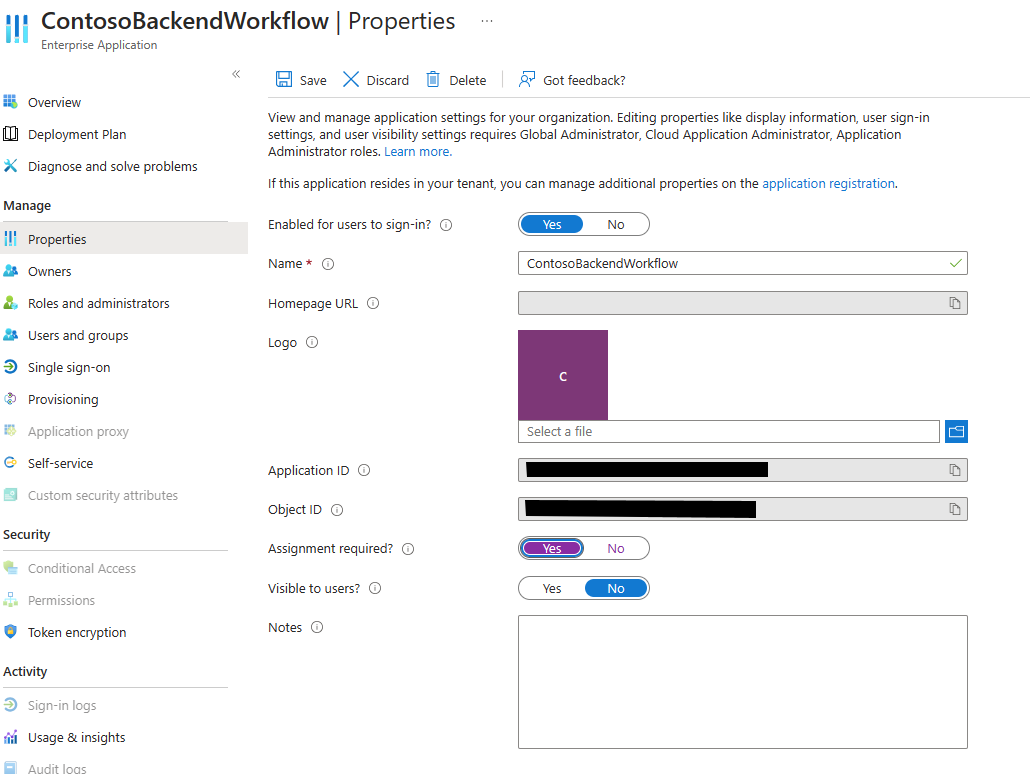 ContosoBackendWorkflow | Properties ...
Enterprise Application
«
Overview
Deployment Plan
Diagnose and solve problems
Manage
Properties
Owners
Roles and administrators
Users and groups
Single sign-on
Provisioning
Application proxy
Self-service
Custom security attributes
Security
Conditional Access
Permissions
Token encryption
Activity
Sign-in logs
Usage & insights
Audit logs
Save Discard Delete Got feedback?
View and manage application settings for your organization. Editing properties like display information, user sign-in
settings, and user visibility settings requires Global Administrator, Cloud Application Administrator, Application
Administrator roles. Learn more.
If this application resides in your tenant, you can manage additional properties on the application registration.
Enabled for users to sign-in? Yes No
Name * ContosoBackendWorkflow
Homepage URL
Logo
C
Select a file
Application ID
Object ID
Assignment required? Yes No
Visible to users? Yes No
Notes